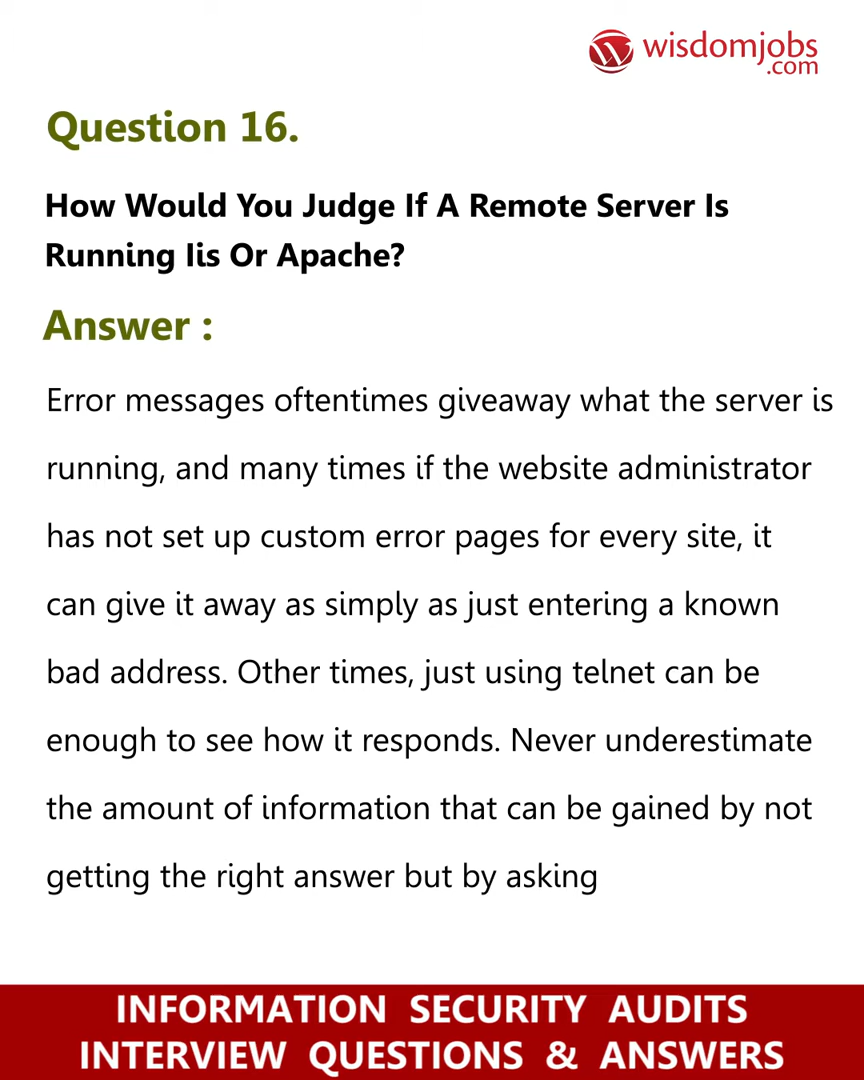 wisdomjobs
.com
Question 16.
How Would You Judge If A Remote Server Is
Running Iis Or Apache?
Answer :
Error messages oftentimes giveaway what the server is
running, and many times if the website administrator
has not set up custom error pages for every site, it
can give it away as simply as just entering a known
bad address. Other times, just using telnet can be
enough to see how it responds. Never underestimate
the amount of information that can be gained by not
getting the right answer but by asking
INFORMATION SECURITY AUDITS
INTERVIEW QUESTIONS & ANSWERS